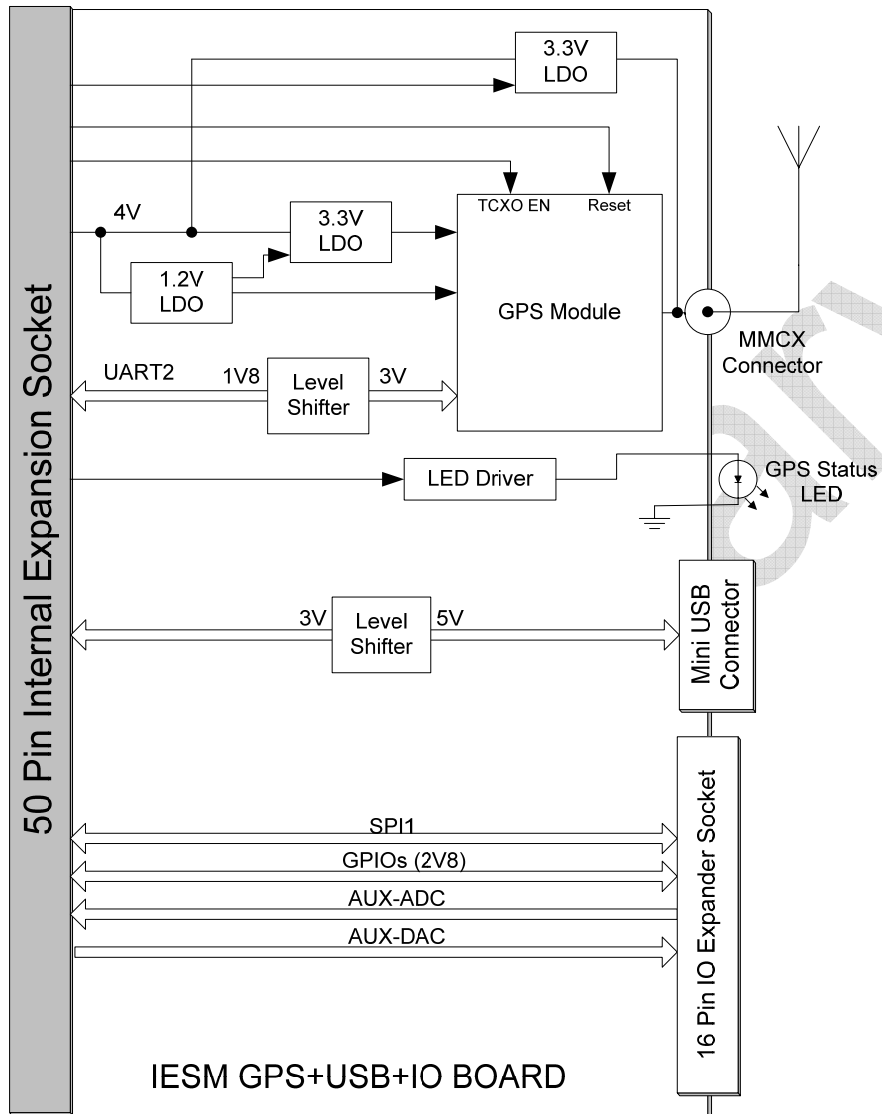 3.3V
LDO
TCXO EN
Reset
4V
3.3V
LDO
1.2V
LDO
GPS Module
MMCX
Connector
UART2
1V8
Level
Shifter
3V
LED Driver
GPS Status
LED
50 Pin Internal Expansion Socket
3V
Level
Shifter
5V
Mini USB
Connector
SPI1
GPIOs (2V8)
AUX-ADC
AUX-DAC
16 Pin IO Expander Socket
IESM GPS+USB+IO BOARD
ary